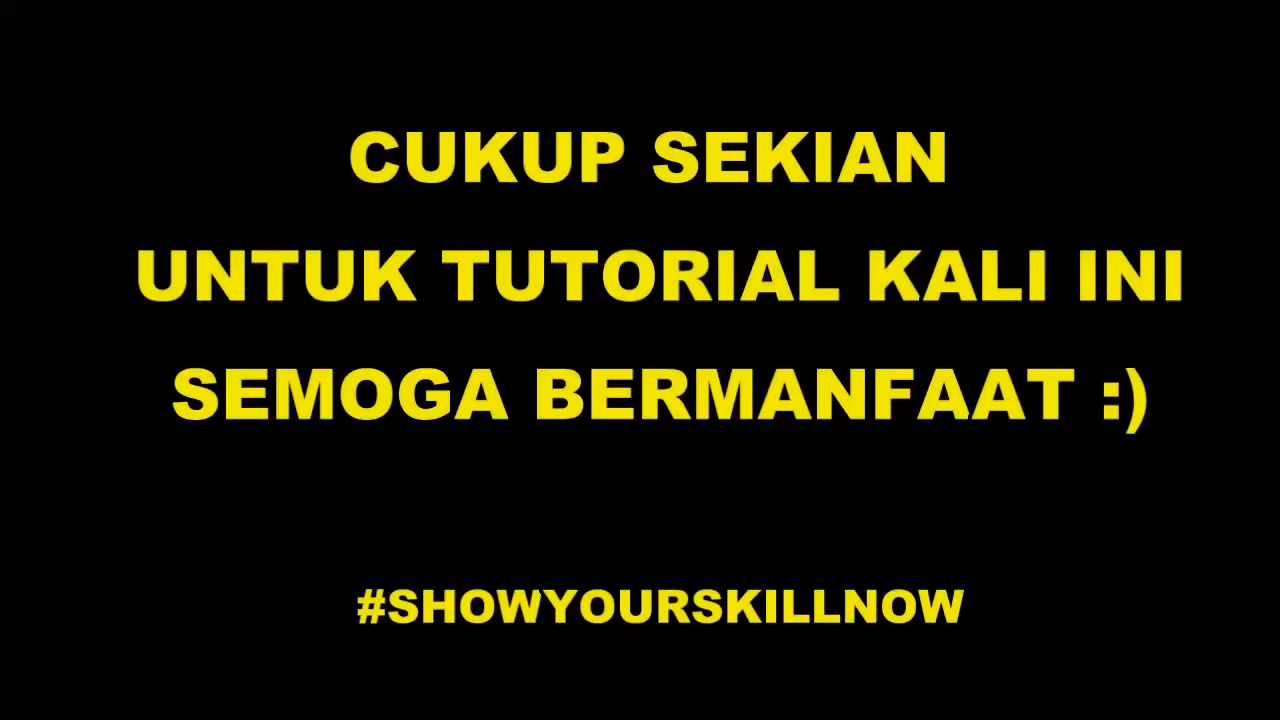 CUKUP SEKIAN
UNTUK TUTORIAL KALI INI
SEMOGA BERMANFAAT :)
#SHOWYOURSKILLNOW